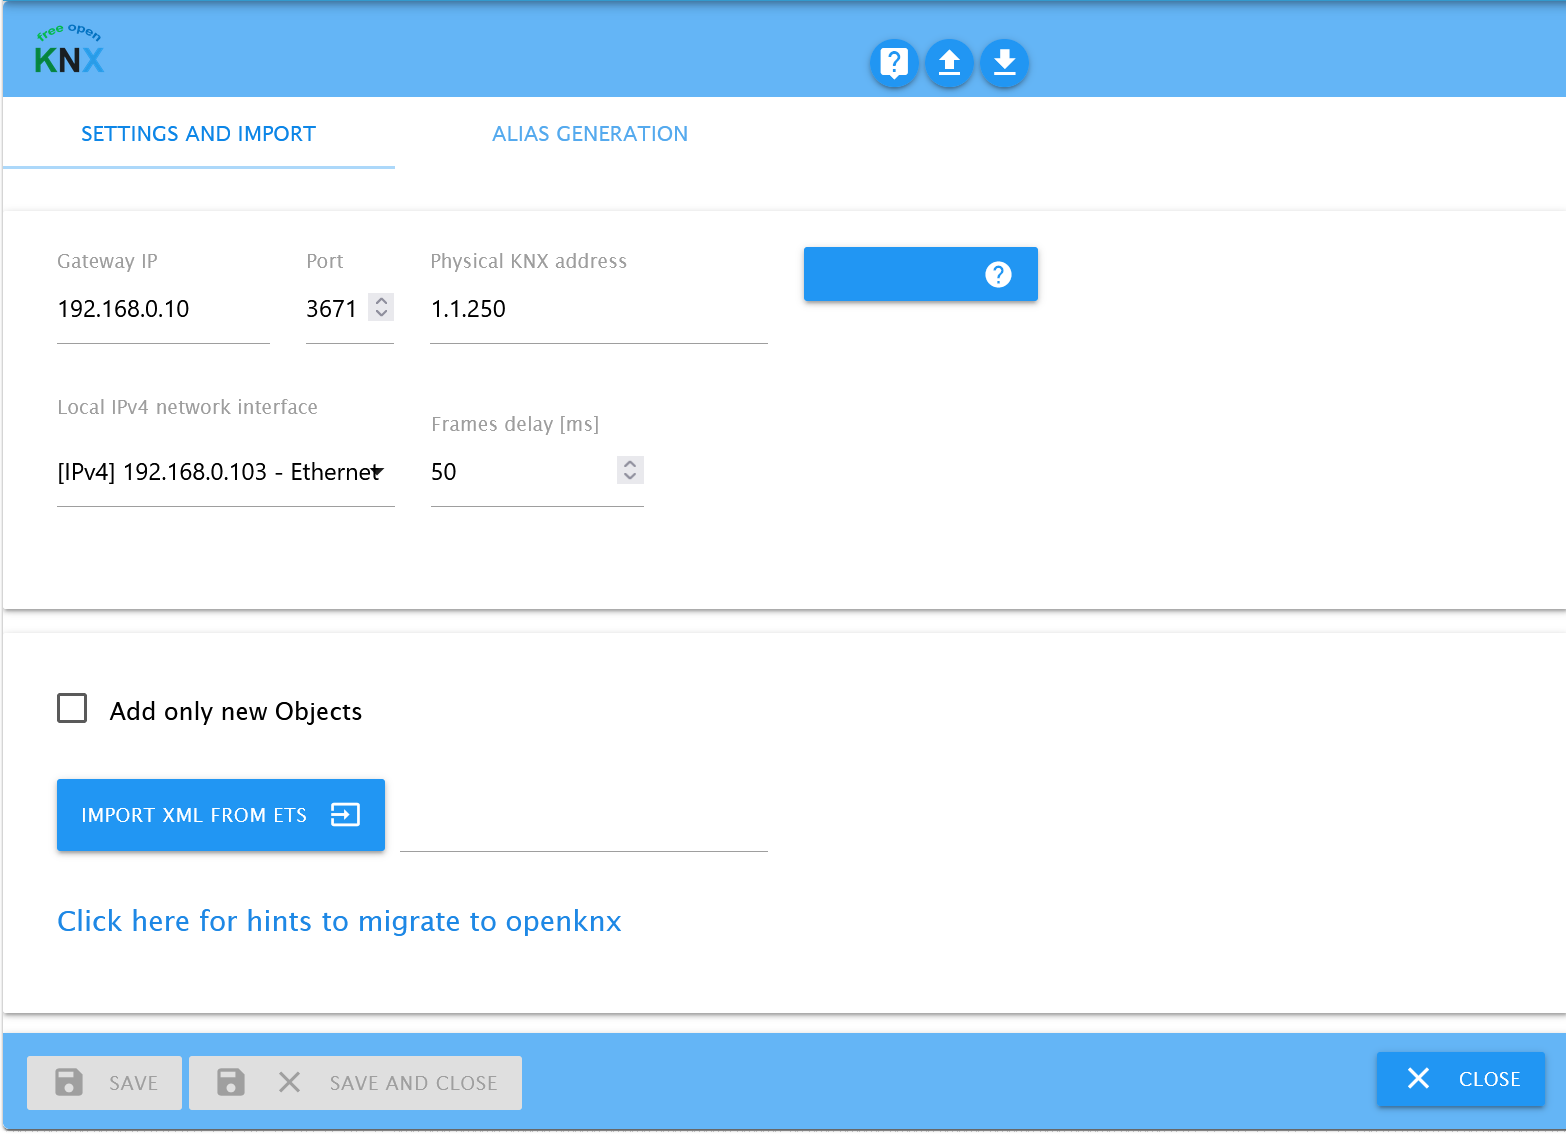 free open
KNX
SETTINGS AND IMPORT
ALIAS GENERATION
Gateway IP
Port
Physical KNX address
192.168.0.10
3671
1.1.250
Local IPv4 network interface
Frames delay [ms]
[IPv4] 192.168.0.103 - Ethernet
50
Add only new Objects
IMPORT XML FROM ETS
Click here for hints to migrate to openknx
SAVE
SAVE AND CLOSE
CLOSE